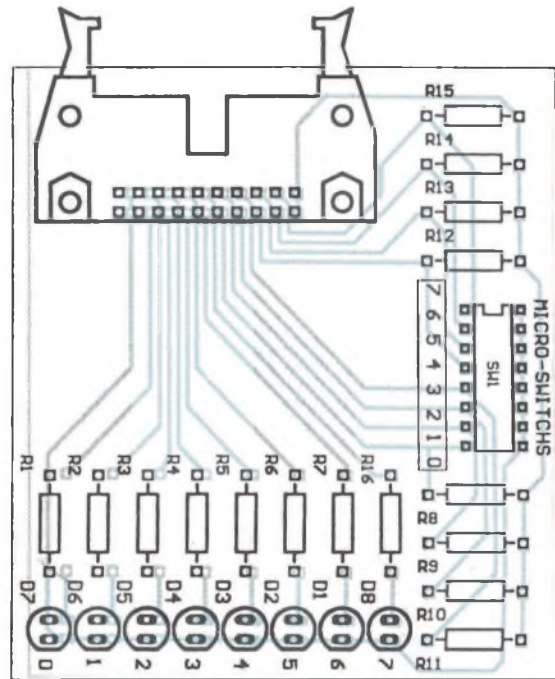 R15
R14
R13
R12
7 6 5 4 3 2 1 0
SW1
MICRO-SWITCHS
R1 R2 R3 R4 R5 R6 R7 R16
R8
R9
R10
R11
D7 D6 D5 D4 D3 D2 D1 D8
0 1 2 3 4 5 6 7